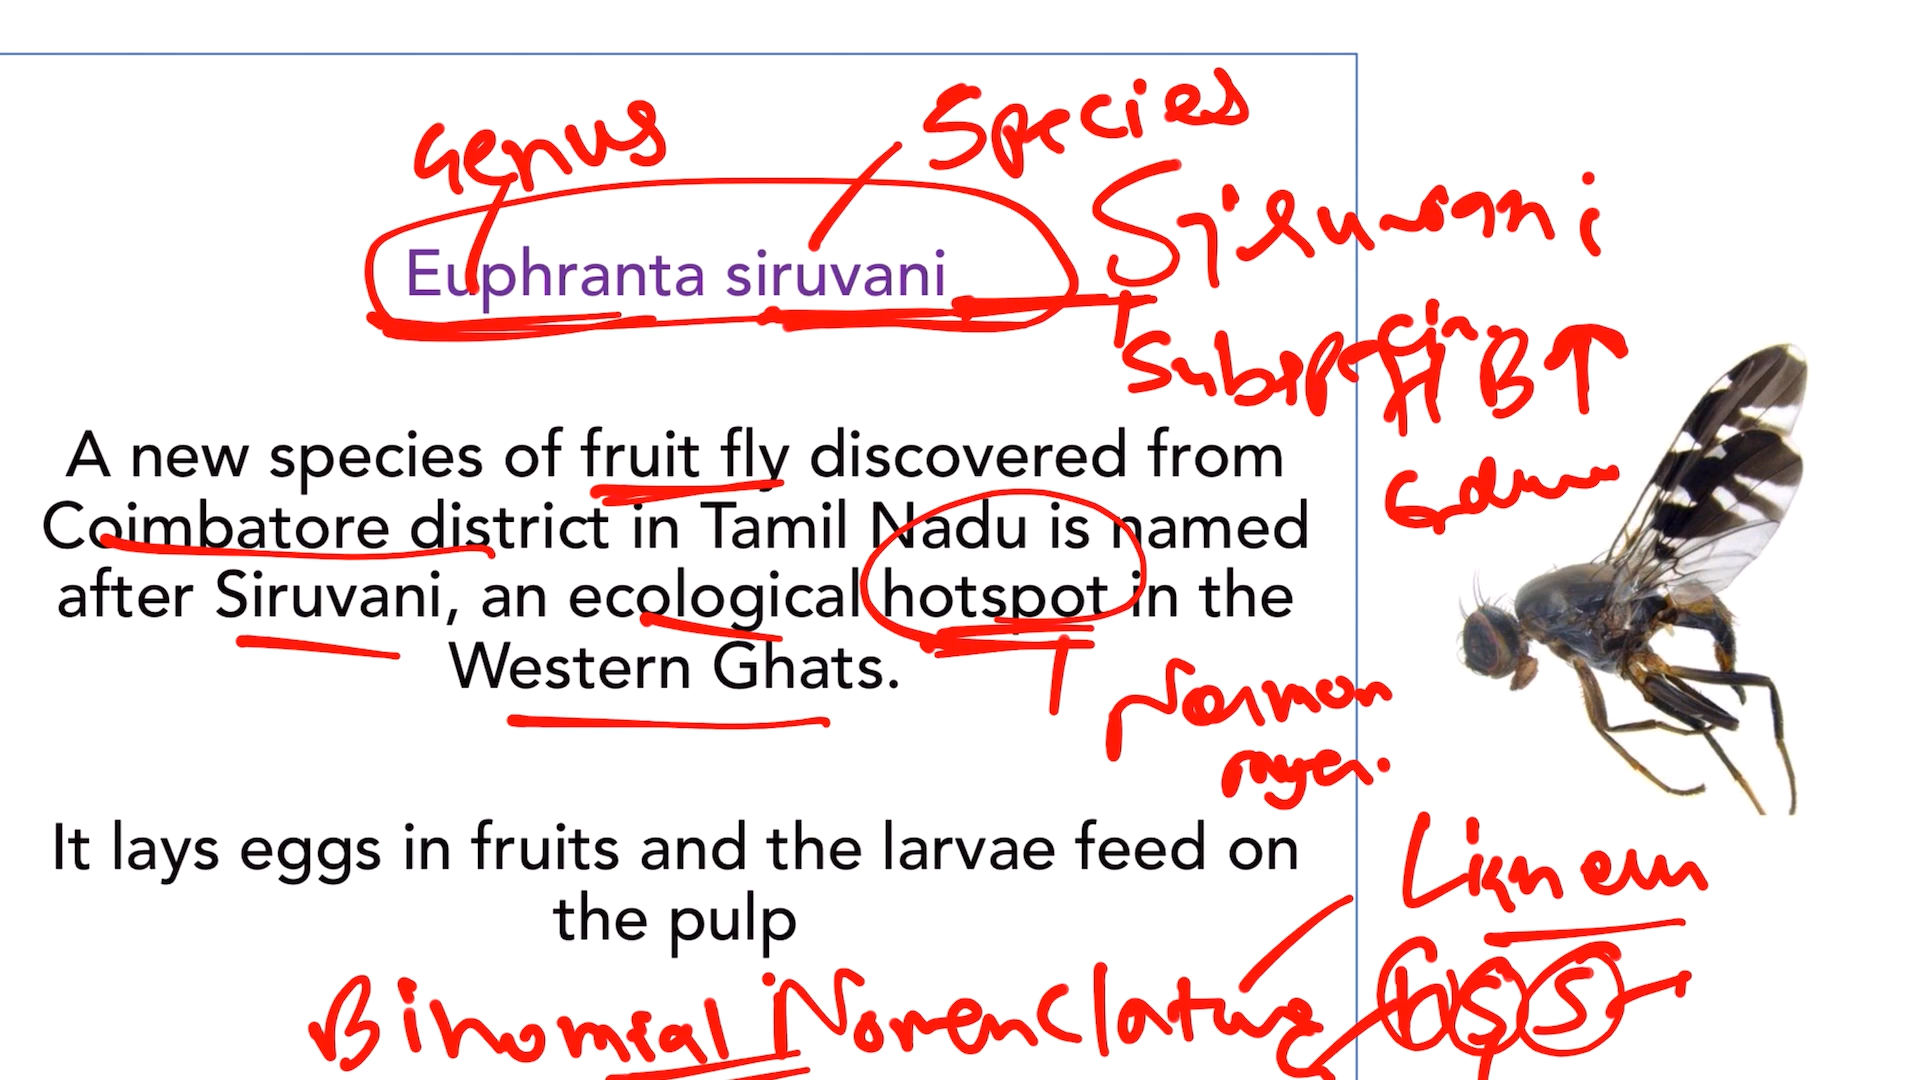 Genus
Species
Euphranta siruvani
Siruvani
Subspecies
B↑
A new species of fruit fly discovered from
Coimbatore district in Tamil Nadu is named
after Siruvani, an ecological hotspot in the
Western Ghats.
Norman
Myer.
It lays eggs in fruits and the larvae feed on
the pulp
Binomial Nomenclature
S S